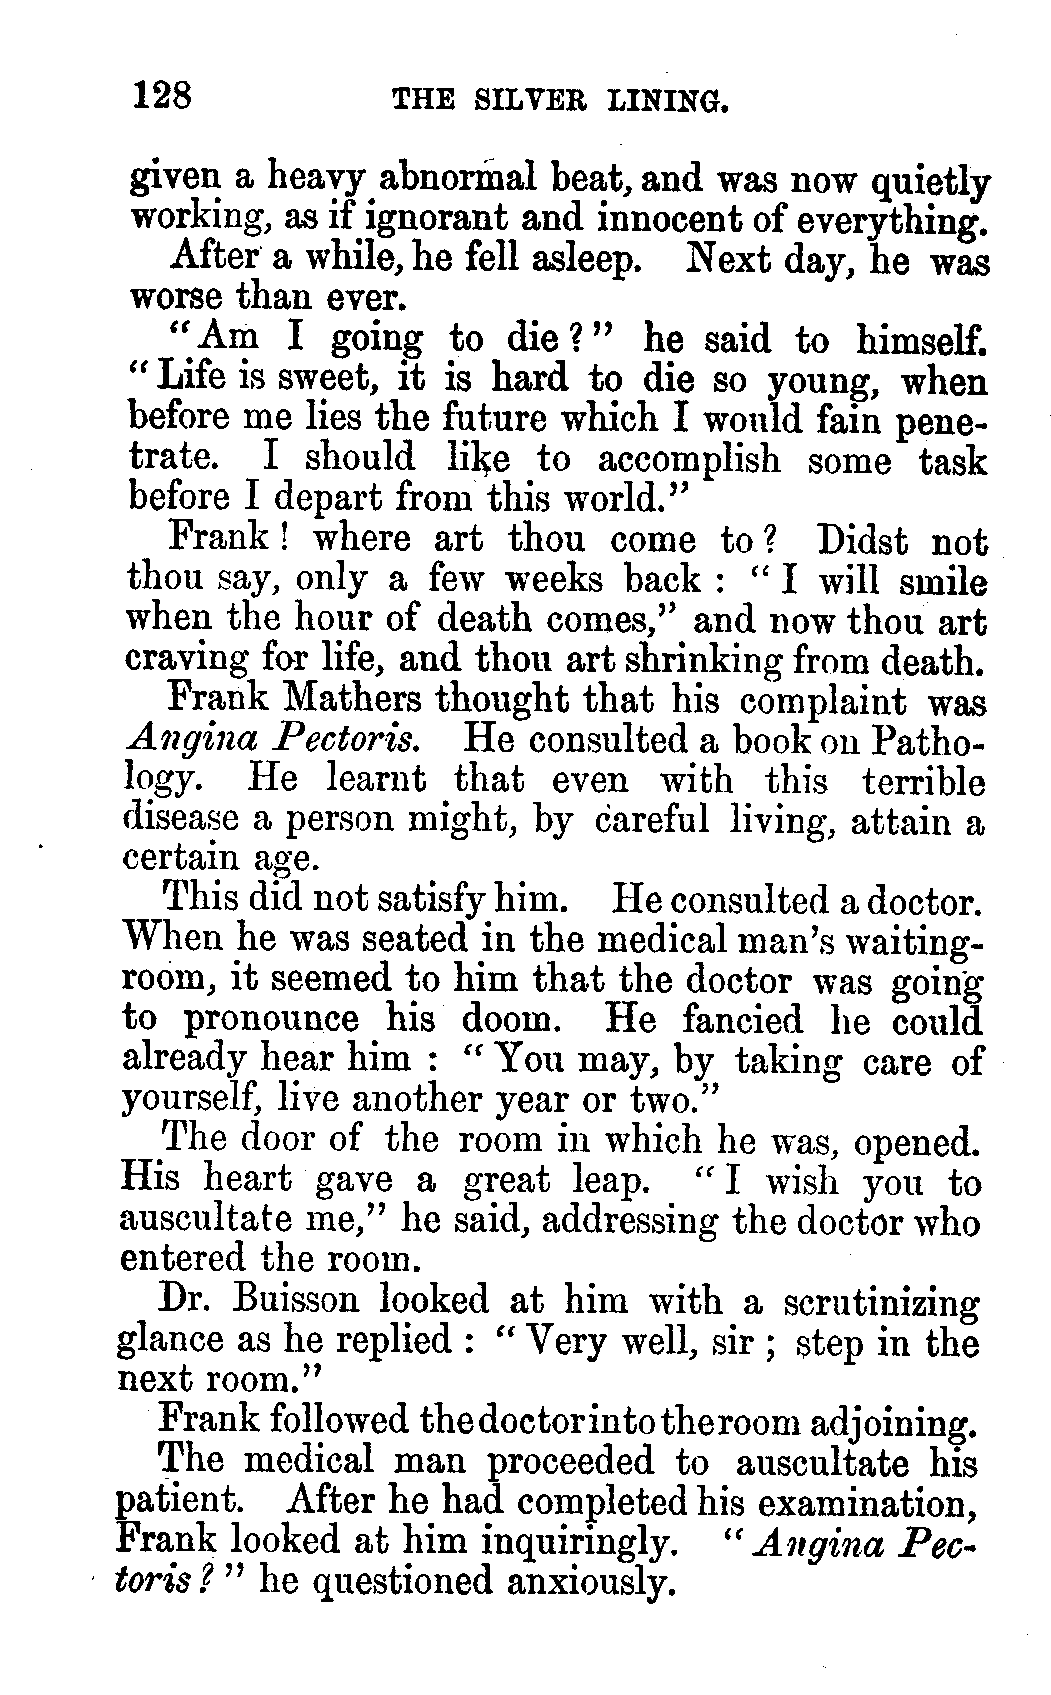 128 THE SILVER LINING.
given a heavy abnormal beat, and was now quietly
working, as if ignorant and innocent of everything.
After a while, he fell asleep. Next day, he was
worse than ever.
“Am I going to die?” he said to himself.
“Life is sweet, it is hard to die so young, when
before me lies the future which I would fain pene-
trate. I should like to accomplish some task
before I depart from this world.”
Frank! where art thou come to? Didst not
thou say, only a few weeks back: “I will smile
when the hour of death comes,” and now thou art
craving for life, and thou art shrinking from death.
Frank Mathers thought that his complaint was
Angina Pectoris. He consulted a book on Patho-
logy. He learnt that even with this terrible
disease a person might, by careful living, attain a
certain age.
This did not satisfy him. He consulted a doctor.
When he was seated in the medical man’s waiting-
room, it seemed to him that the doctor was going
to pronounce his doom. He fancied he could
already hear him: “You may, by taking care of
yourself, live another year or two.”
The door of the room in which he was, opened.
His heart gave a great leap. “I wish you to
auscultate me,” he said, addressing the doctor who
entered the room.
Dr. Buisson looked at him with a scrutinizing
glance as he replied: “Very well, sir; step in the
next room.”
Frank followed the doctor into the room adjoining.
The medical man proceeded to auscultate his
patient. After he had completed his examination,
Frank looked at him inquiringly. “Angina Pec-
toris?” he questioned anxiously.